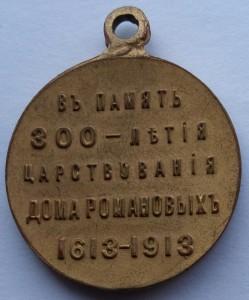 ВЪ ПАМЯТЬ
300-ЛѢТІЯ
ЦАРСТВОВАНІЯ
ДОМА РОМАНОВЫХЪ
1613-1913